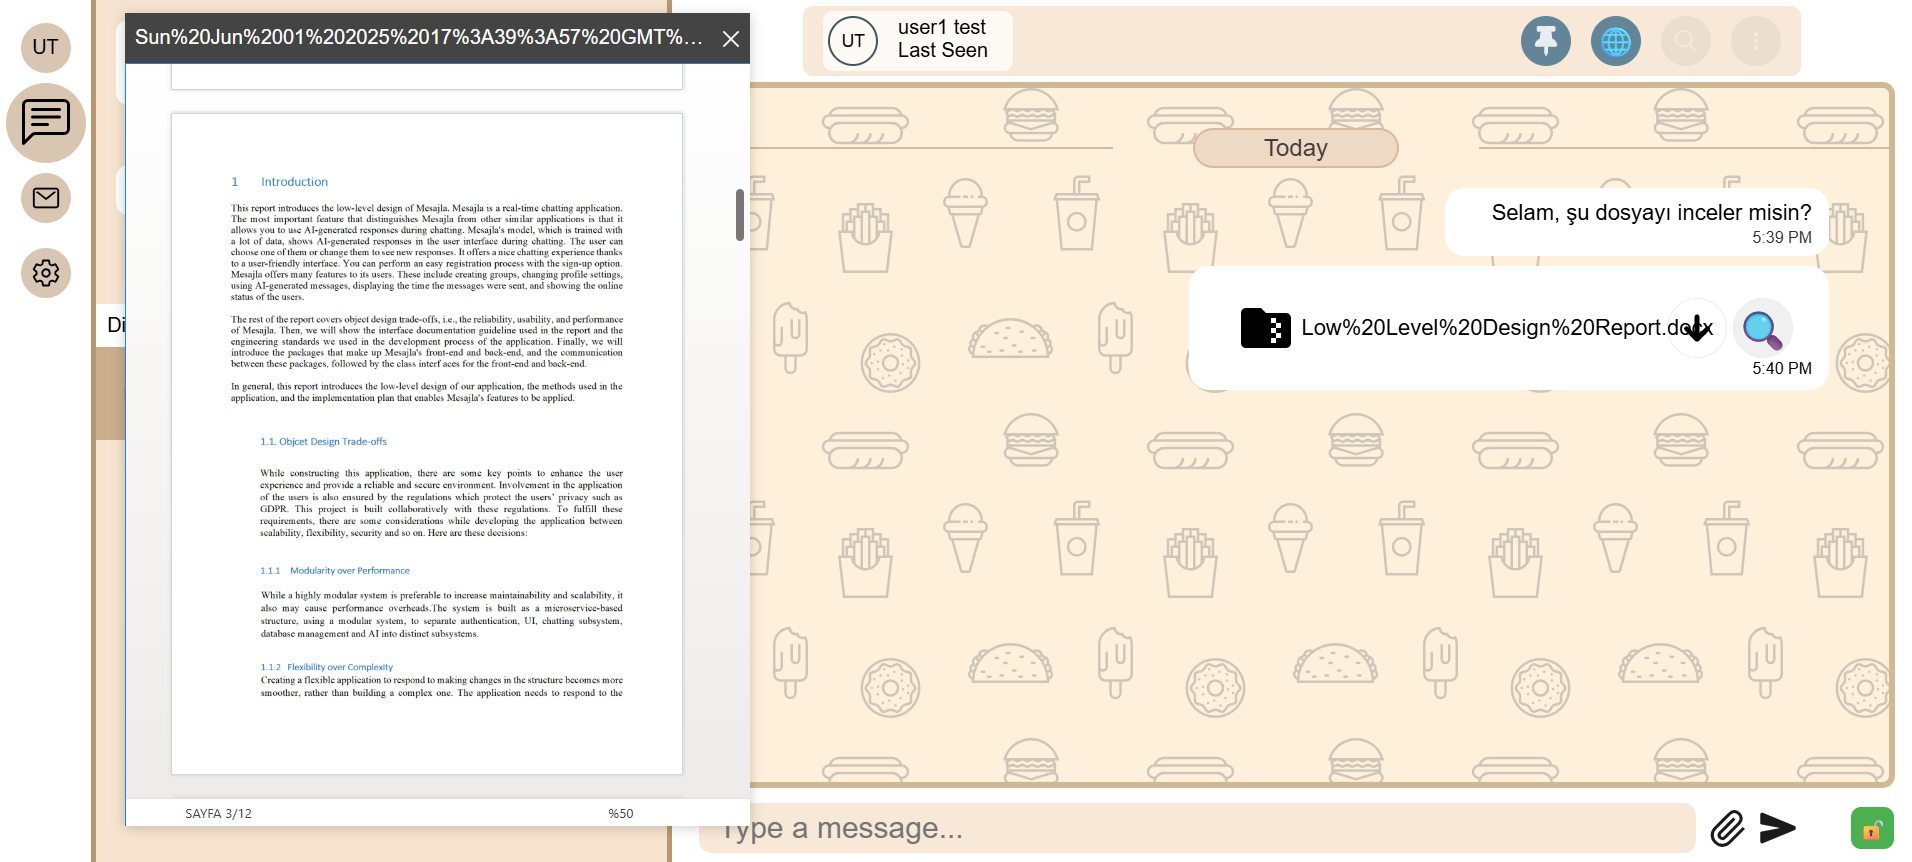 UT
Sun%20Jun%2001%202025%2017%3A39%3A57%20GMT%...
UT
user1 test
Last Seen
1 Introduction
This report introduces the low-level design of Mesajla. Mesajla is a real-time chatting application.
The most important feature that distinguishes Mesajla from other similar applications is that it
allows you to use AI-generated responses during chatting. Mesajla's model, which is trained with
a lot of data, shows AI-generated responses in the user interface during chatting. The user can
choose one of them or change them to see new responses. It offers a nice chatting experience thanks
to a user-friendly interface. You can perform an easy registration process with the sign-up option.
Mesajla offers many features to its users. These include creating groups, changing profile settings,
using AI-generated messages, displaying the time the messages were sent, and showing the online
status of the users.
The rest of the report covers object design trade-offs, i.e., the reliability, usability, and performance
of Mesajla. Then, we will show the interface documentation guideline used in the report and the
engineering standards we used in the development process of the application. Finally, we will
introduce the packages that make up Mesajla's front-end and back-end, and the communication
between these packages, followed by the class interf aces for the front-end and back-end.
In general, this report introduces the low-level design of our application, the methods used in the
application, and the implementation plan that enables Mesajla's features to be applied.
1.1. Objcet Design Trade-offs
While constructing this application, there are some key points to enhance the user
experience and provide a reliable and secure environment. Involvement in the application
of the users is also ensured by the regulations which protect the users' privacy such as
GDPR. This project is built collaboratively with these regulations. To fulfill these
requirements, there are some considerations while developing the application between
scalability, flexibility, security and so on. Here are these decisions:
1.1.1 Modularity over Performance
While a highly modular system is preferable to increase maintainability and scalability, it
also may cause performance overheads.The system is built as a microservice-based
structure, using a modular system, to separate authentication, UI, chatting subsystem,
database management and AI into distinct subsystems.
1.1.2 Flexibility over Complexity
Creating a flexible application to respond to making changes in the structure becomes more
smoother, rather than building a complex one. The application needs to respond to the
SAYFA 3/12 %50
Di
Today
Selam, şu dosyayı inceler misin?
5:39 PM
Low%20Level%20Design%20Report.docx
5:40 PM
Type a message...